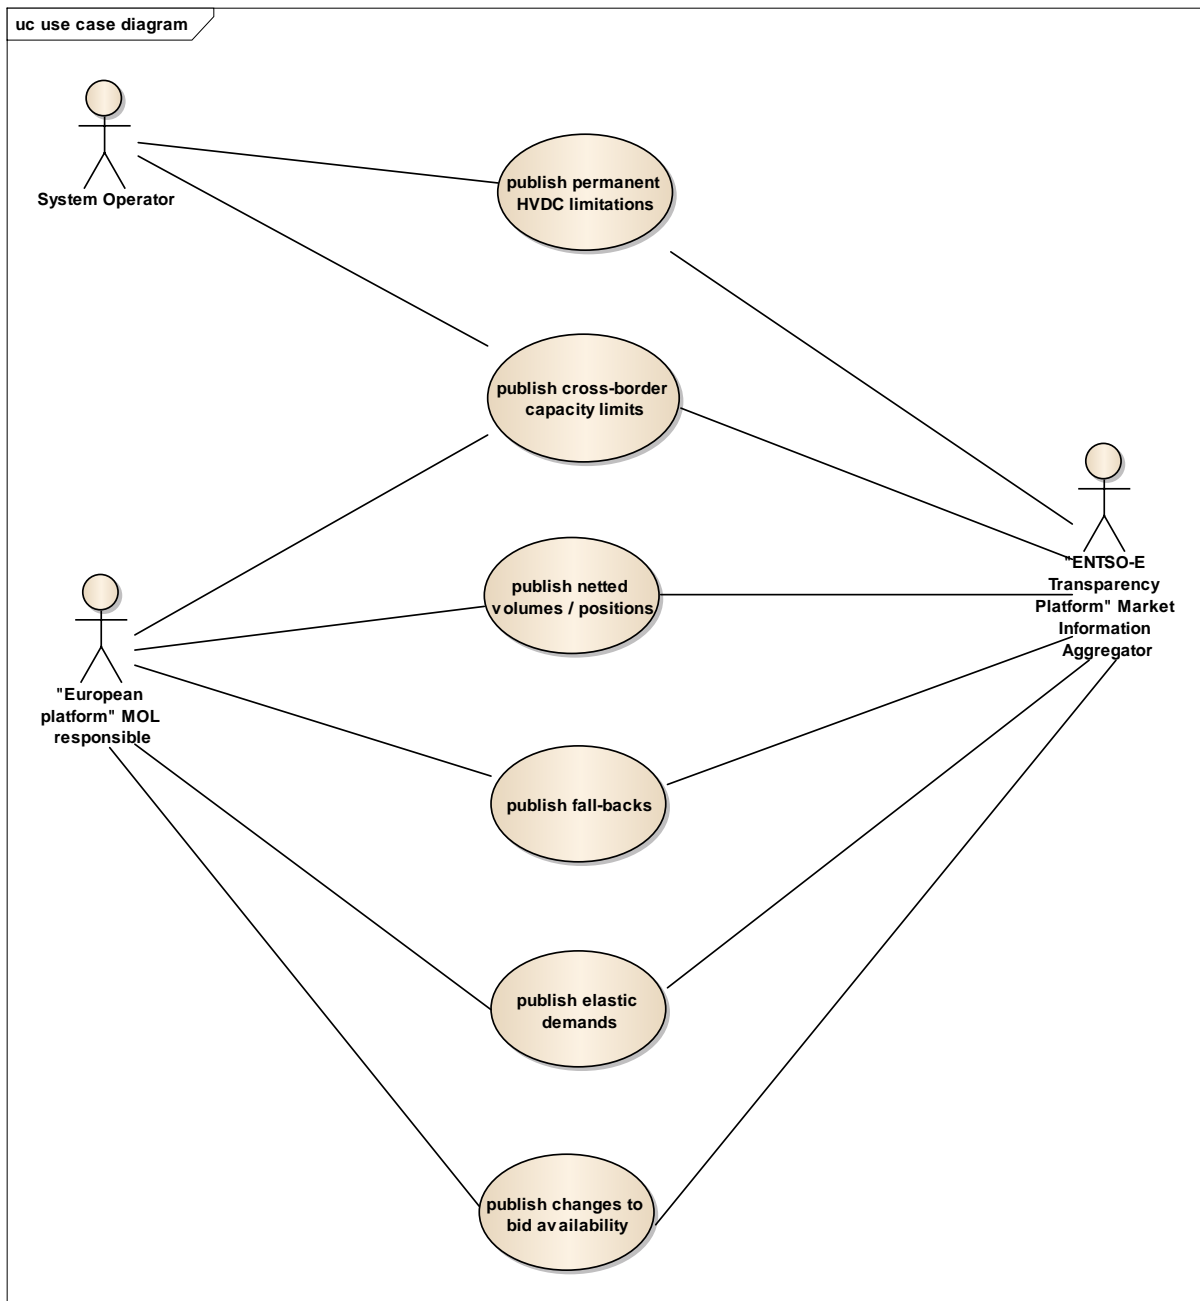 uc use case diagram
System Operator
publish permanent
HVDC limitations
publish cross-border
capacity limits
"ENTSO-E
Transparency
Platform" Market
Information
Aggregator
publish netted
volumes / positions
"European
platform" MOL
responsible
publish fall-backs
publish elastic
demands
publish changes to
bid availability